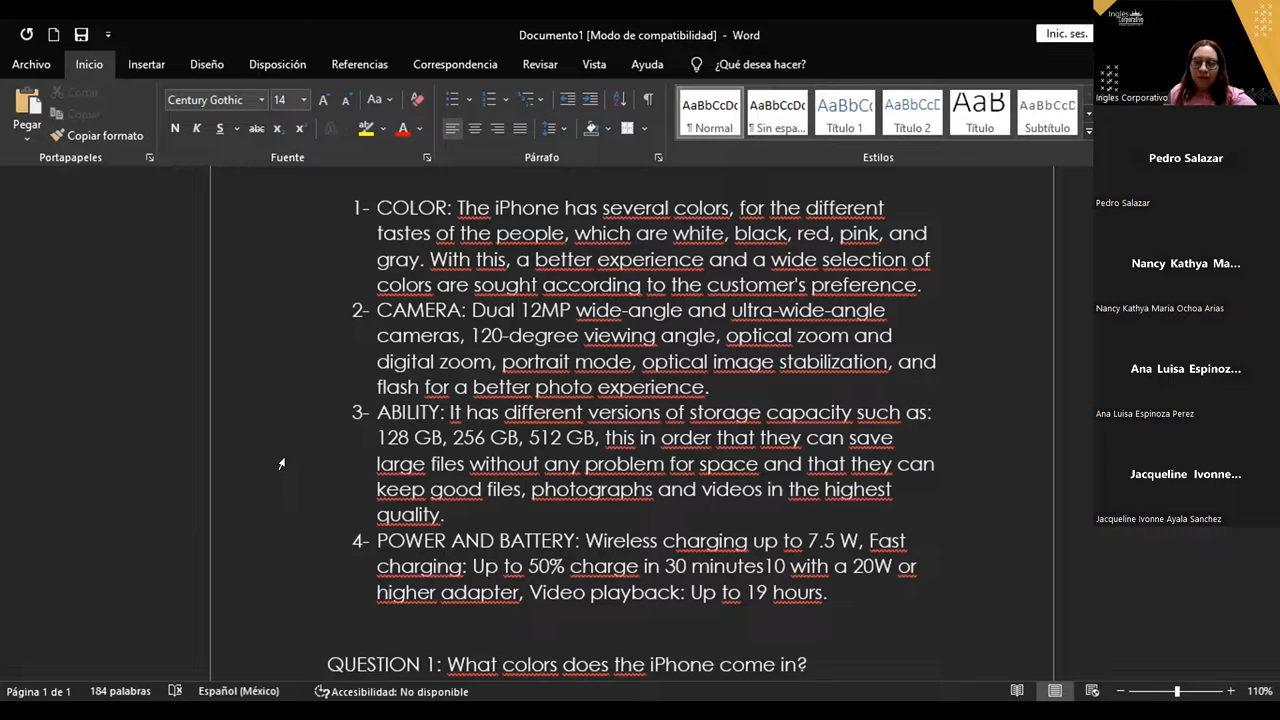 Documento1 [Modo de compatibilidad] - Word
Inic. ses.
Archivo Inicio Insertar Diseño Disposición Referencias Correspondencia Revisar Vista Ayuda ¿Qué desea hacer?
Pegar
Cortar
Copiar
Copiar formato
Century Gothic 14
N K S abc x₂ x²
AaBbCcDc AaBbCcDc AaBbCcD AaBbCcD AaB AaBbCcD
¶ Normal ¶ Sin espa... Título 1 Título 2 Título Subtítulo
Portapapeles Fuente Párrafo Estilos
1- COLOR: The iPhone has several colors, for the different
tastes of the people, which are white, black, red, pink, and
gray. With this, a better experience and a wide selection of
colors are sought according to the customer's preference.
2- CAMERA: Dual 12MP wide-angle and ultra-wide-angle
cameras, 120-degree viewing angle, optical zoom and
digital zoom, portrait mode, optical image stabilization, and
flash for a better photo experience.
3- ABILITY: It has different versions of storage capacity such as:
128 GB, 256 GB, 512 GB, this in order that they can save
large files without any problem for space and that they can
keep good files, photographs and videos in the highest
quality.
4- POWER AND BATTERY: Wireless charging up to 7.5 W, Fast
charging: Up to 50% charge in 30 minutes10 with a 20W or
higher adapter, Video playback: Up to 19 hours.
QUESTION 1: What colors does the iPhone come in?
Página 1 de 1 184 palabras Español (México) Accesibilidad: No disponible 110%
Inglés
Corporativo
Ingles Corporativo
Pedro Salazar
Pedro Salazar
Nancy Kathya Ma...
Nancy Kathya Maria Ochoa Arias
Ana Luisa Espinoz...
Ana Luisa Espinoza Perez
Jacqueline Ivonne...
Jacqueline Ivonne Ayala Sanchez